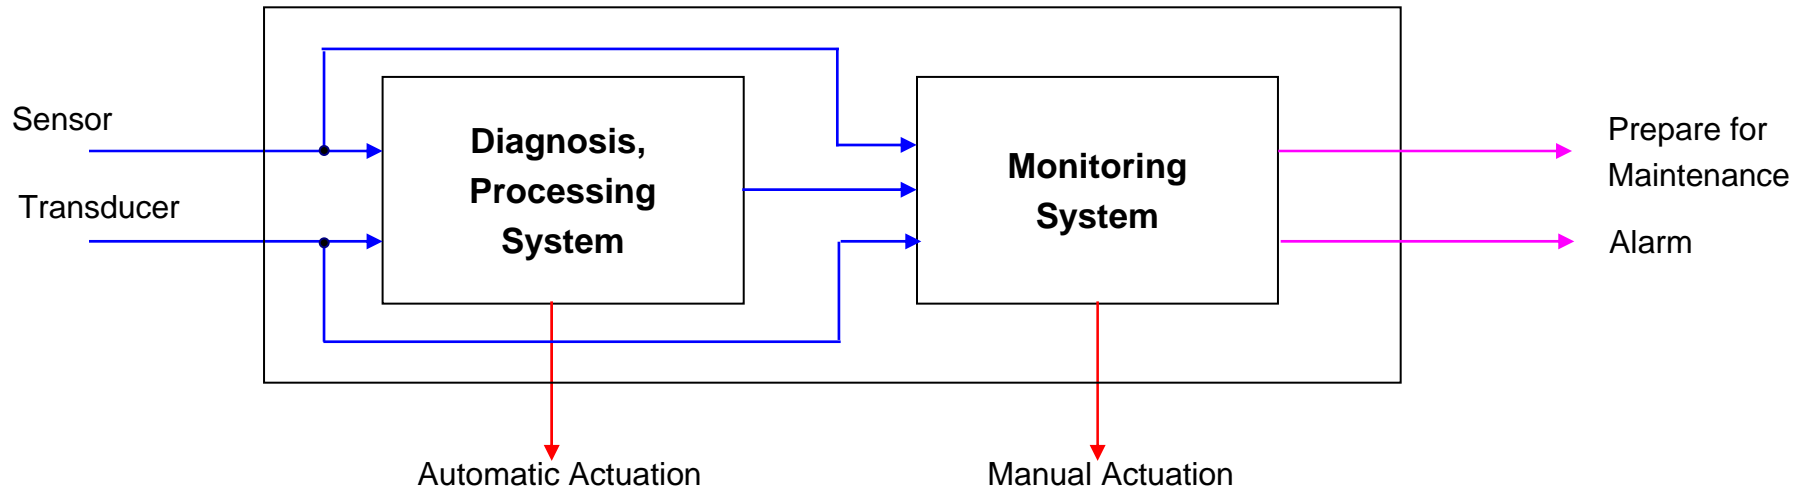 Sensor
Transducer
Diagnosis,
Processing
System
Monitoring
System
Prepare for
Maintenance
Alarm
Automatic Actuation
Manual Actuation